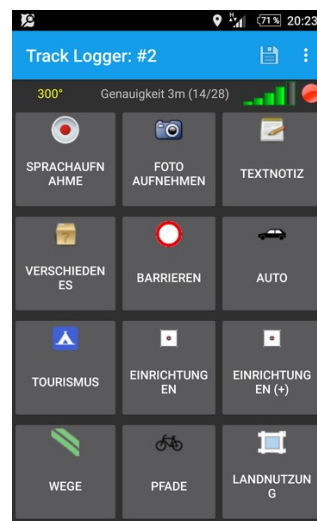 71% 20:23
Track Logger: #2
300° Genauigkeit 3m (14/28)
SPRACHAUFN
AHME
FOTO
AUFNEHMEN
TEXTNOTIZ
VERSCHIEDEN
ES
BARRIEREN
AUTO
TOURISMUS
EINRICHTUNG
EN
EINRICHTUNG
EN (+)
WEGE
PFADE
LANDNUTZUN
G